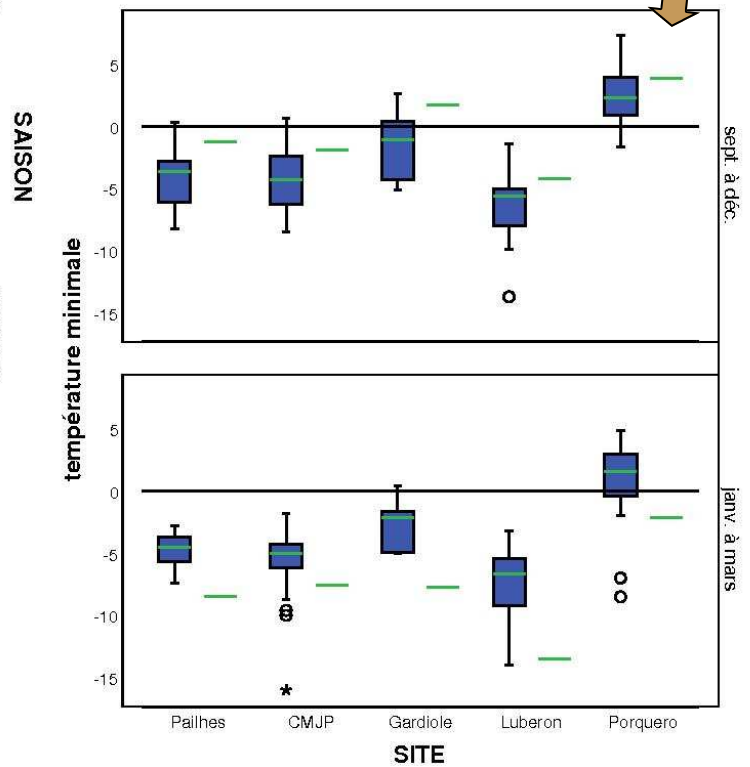 SAISON
température minimale
5
0
-5
-10
-15
sept. à déc.
5
0
-5
-10
-15
janv. à mars
Pailhes CMJP Gardiole Luberon Porquero
SITE